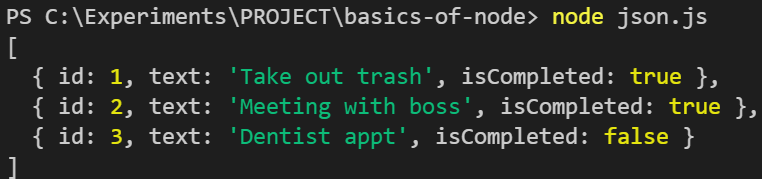 PS C:\Experiments\PROJECT\basics-of-node> node json.js
[
  { id: 1, text: 'Take out trash', isCompleted: true },
  { id: 2, text: 'Meeting with boss', isCompleted: true },
  { id: 3, text: 'Dentist appt', isCompleted: false }
]